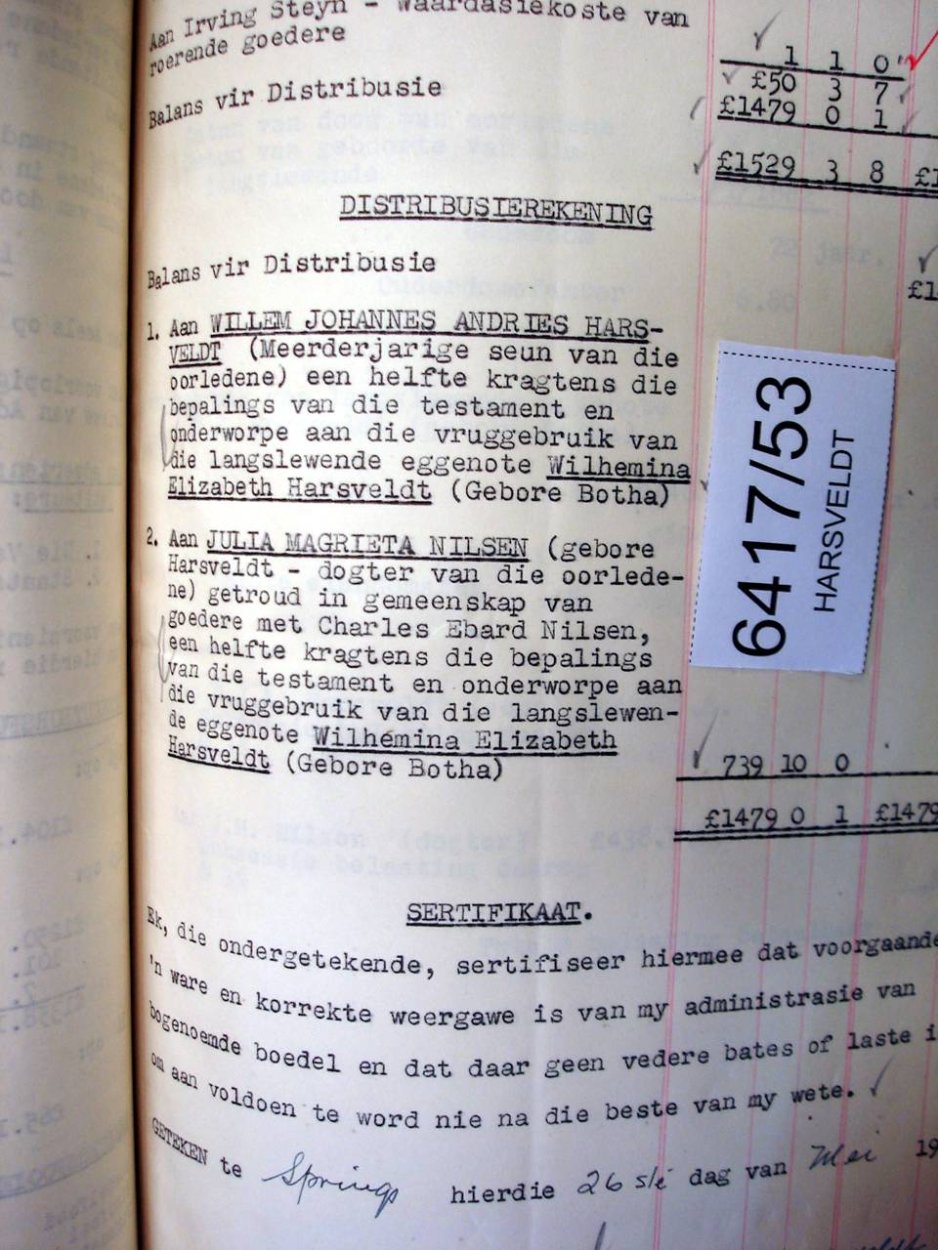 Aan Irving Steyn - Waardasiekoste van
roerende goedere
1 1 0
£50 3 7
Balans vir Distribusie
£1479 0 1
£1529 3 8
DISTRIBUSIEREKENING
Balans vir Distribusie
1. Aan WILLEM JOHANNES ANDRIES HARS-
VELDT (Meerderjarige seun van die
oorledene) een helfte kragtens die
bepalings van die testament en
onderworpe aan die vruggebruik van
die langslewende eggenote Wilhemina
Elizabeth Harsveldt (Gebore Botha)
6417/53
HARSVELDT
2. Aan JULIA MAGRIETA NILSEN (gebore
Harsveldt - dogter van die oorlede-
ne) getroud in gemeenskap van
goedere met Charles Ebard Nilsen,
een helfte kragtens die bepalings
van die testament en onderworpe aan
die vruggebruik van die langslewen-
de eggenote Wilhemina Elizabeth
Harsveldt (Gebore Botha) 739 10 0
£1479 0 1 £1479
SERTIFIKAAT.
Ek, die ondergetekende, sertifiseer hiermee dat voorgaande
'n ware en korrekte weergawe is van my administrasie van
bogenoemde boedel en dat daar geen vedere bates of laste i
om aan voldoen te word nie na die beste van my wete.
GETEKEN te Springs hierdie 26ste dag van Mei 19